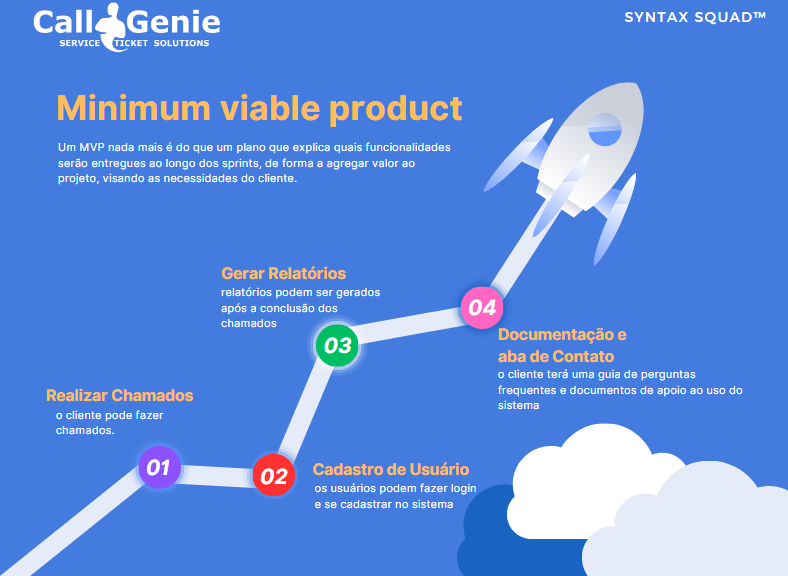 Call Genie
SERVICE TICKET SOLUTIONS
SYNTAX SQUAD™
Minimum viable product
Um MVP nada mais é do que um plano que explica quais funcionalidades
serão entregues ao longo dos sprints, de forma a agregar valor ao
projeto, visando as necessidades do cliente.
Gerar Relatórios
relatórios podem ser gerados
após a conclusão dos
chamados
04
Documentação e
aba de Contato
o cliente terá uma guia de perguntas
frequentes e documentos de apoio ao uso do
sistema
03
Realizar Chamados
o cliente pode fazer
chamados.
01
02
Cadastro de Usuário
os usuários podem fazer login
e se cadastrar no sistema